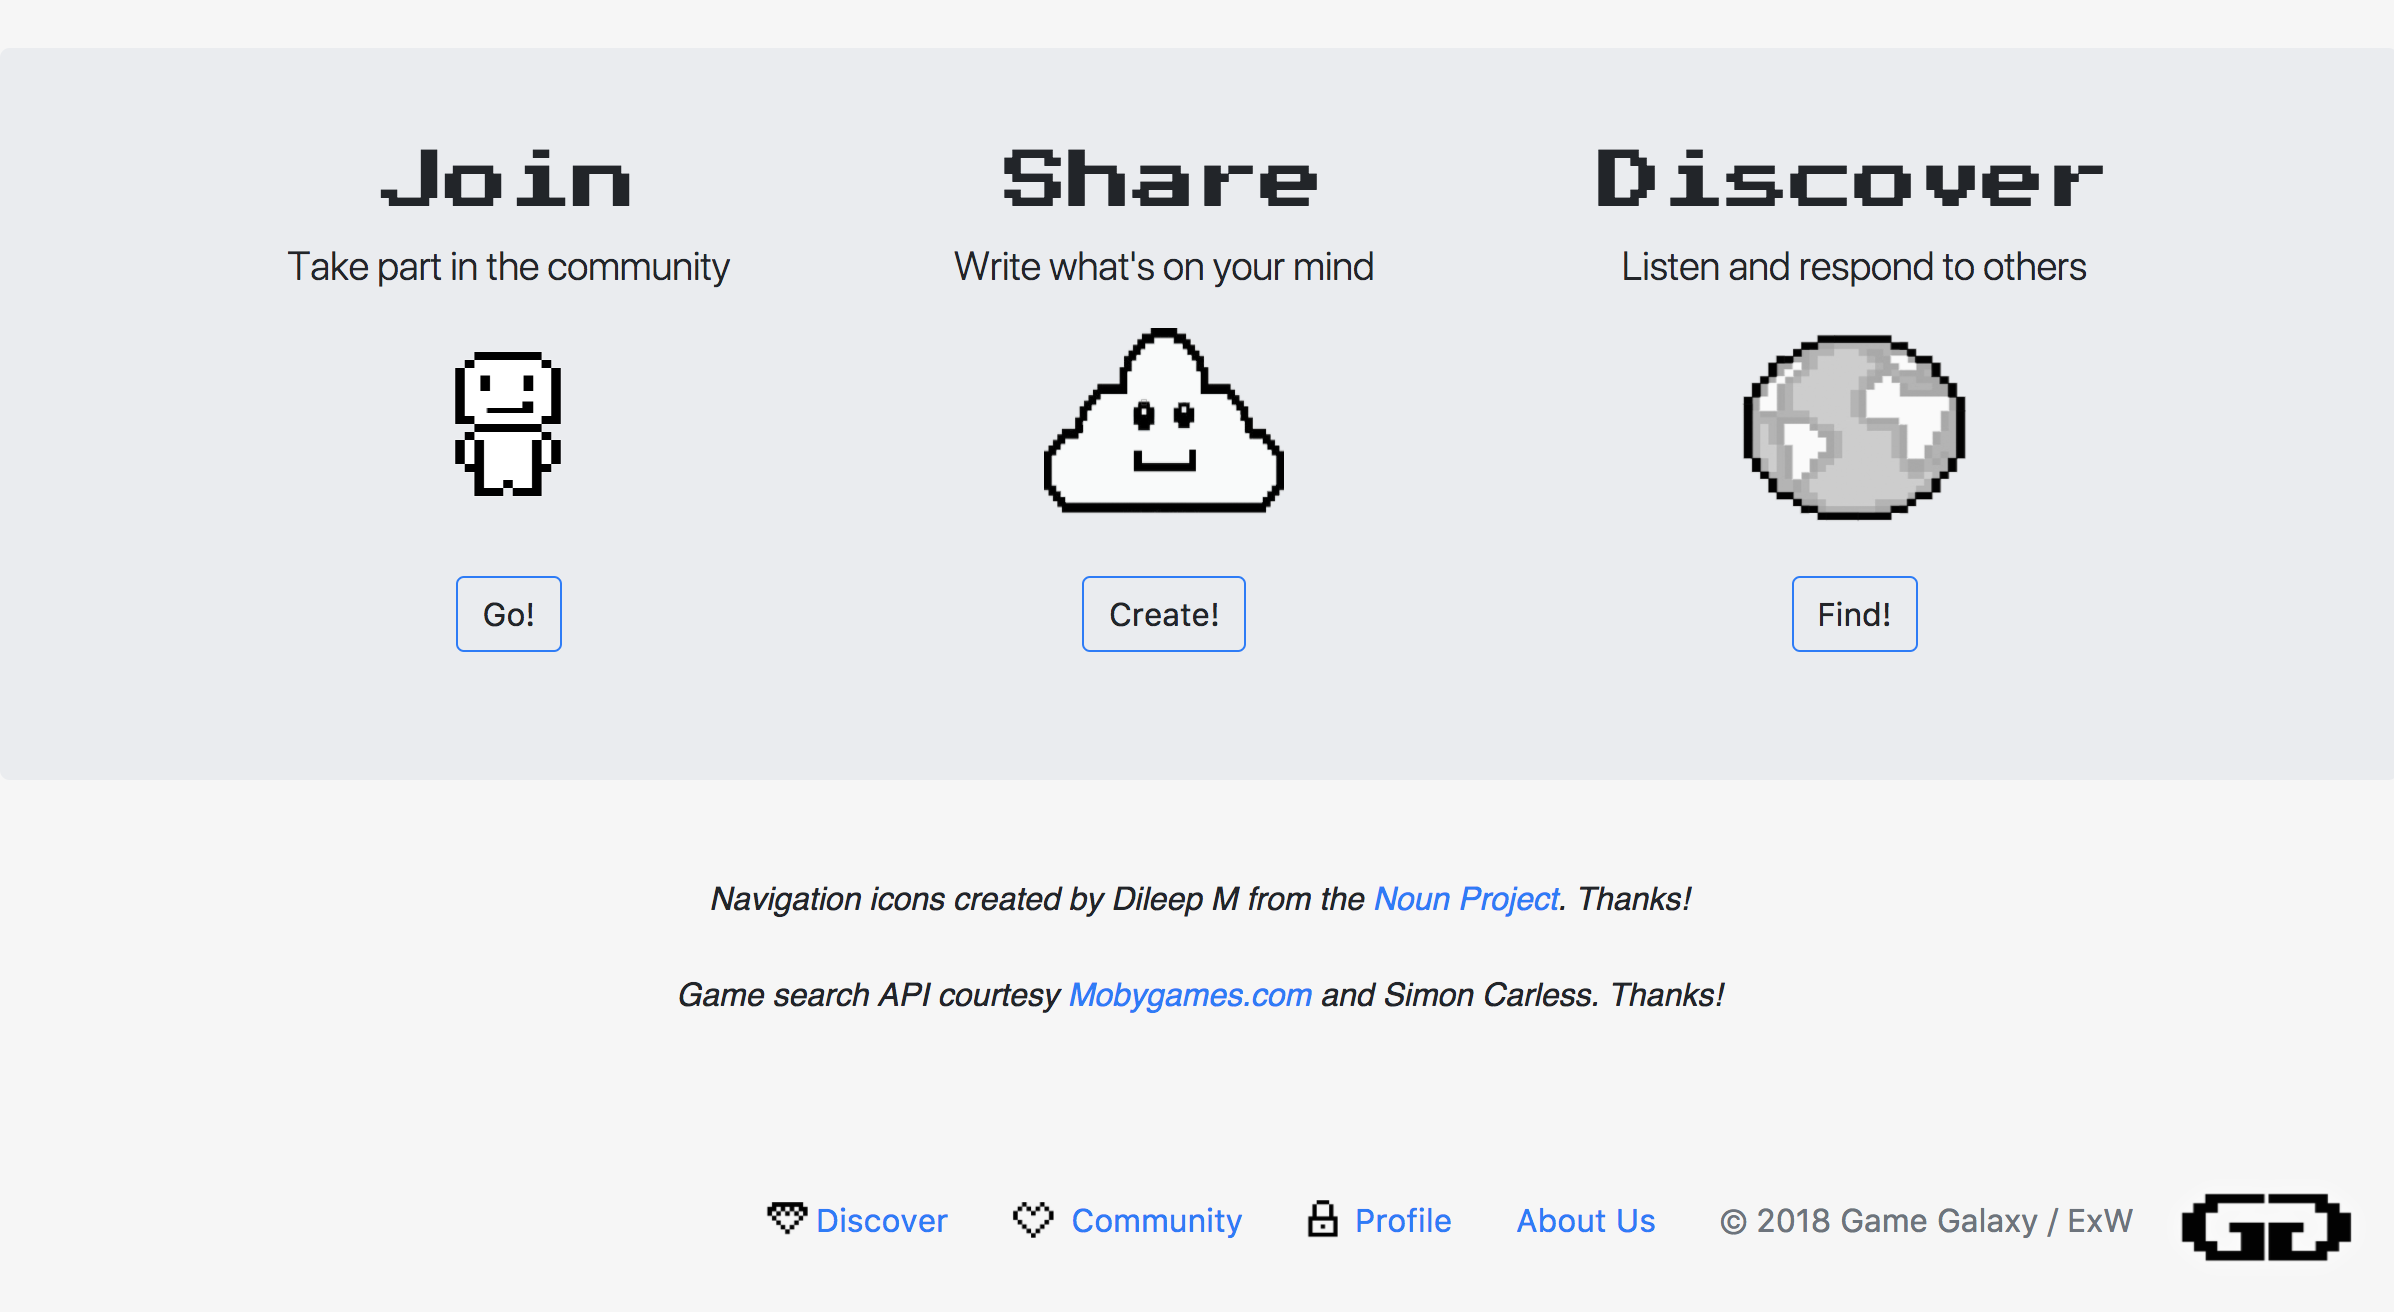 Join
Share
Discover
Take part in the community
Write what's on your mind
Listen and respond to others
Go!
Create!
Find!
Navigation icons created by Dileep M from the Noun Project. Thanks!
Game search API courtesy Mobygames.com and Simon Carless. Thanks!
Discover
Community
Profile
About Us
© 2018 Game Galaxy / ExW
GG